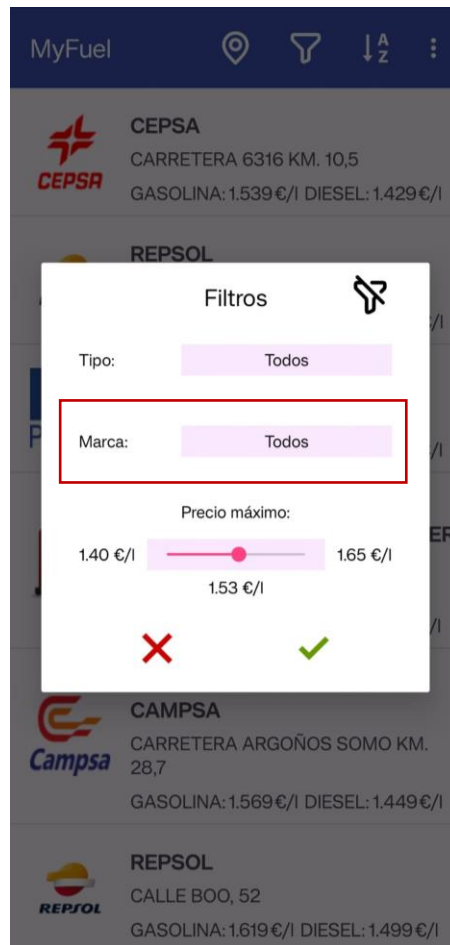 MyFuel
A
Z
CEPSA
CARRETERA 6316 KM. 10,5
CEPSA
GASOLINA: 1.539€/l DIESEL: 1.429€/l
REPSOL
Filtros
€/l
Tipo: Todos
P
Marca: Todos
€/l
Precio máximo:
ER
1.40 €/l 1.65 €/l
1.53 €/l
€/l
CAMPSA
CARRETERA ARGOÑOS SOMO KM.
Campsa
28,7
GASOLINA: 1.569€/l DIESEL: 1.449€/l
REPSOL
CALLE BOO, 52
REPSOL
GASOLINA: 1.619€/l DIESEL: 1.499€/l